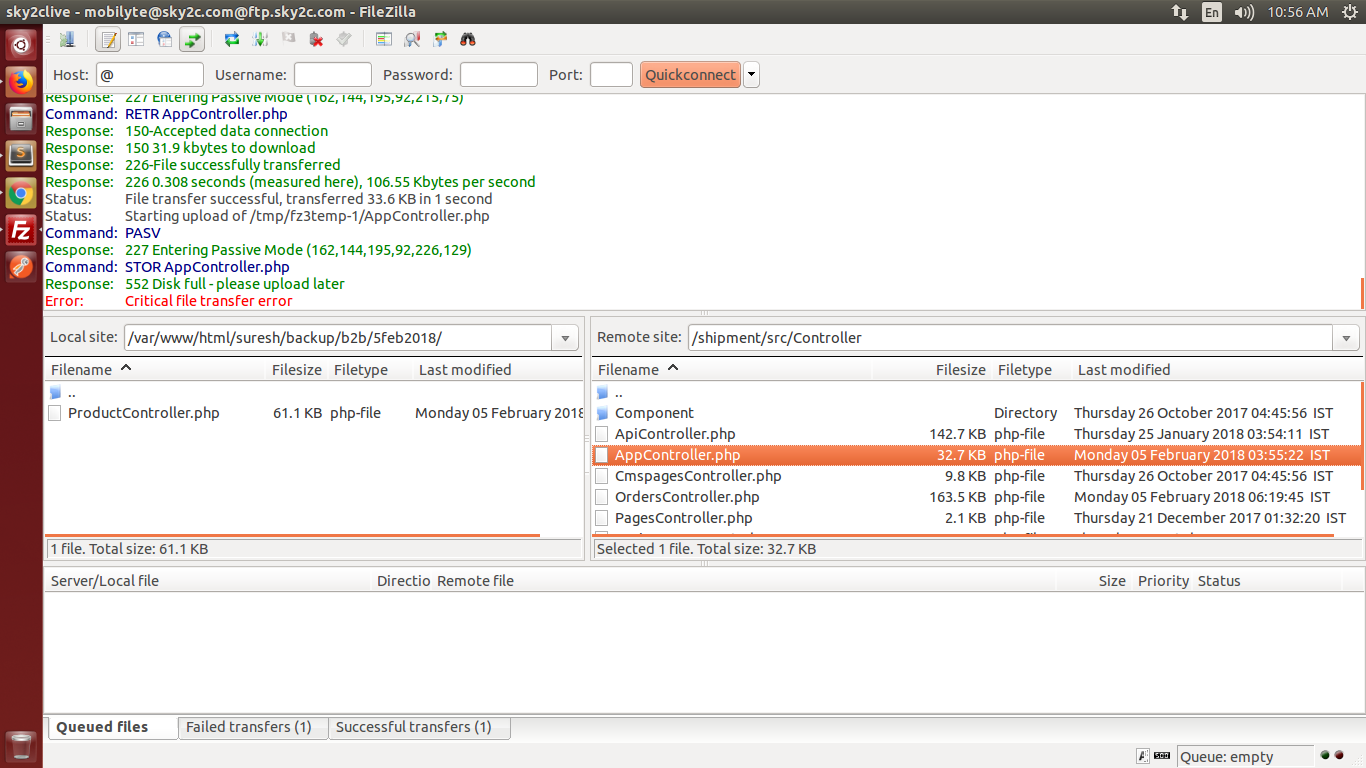 sky2clive - mobilyte@sky2c.com@ftp.sky2c.com - FileZilla
En
10:56 AM
Host: @ Username: Password: Port: Quickconnect
Response: 227 Entering Passive Mode (162,144,195,92,215,75)
Command: RETR AppController.php
Response: 150-Accepted data connection
Response: 150 31.9 kbytes to download
Response: 226-File successfully transferred
Response: 226 0.308 seconds (measured here), 106.55 Kbytes per second
Status: File transfer successful, transferred 33.6 KB in 1 second
Status: Starting upload of /tmp/fz3temp-1/AppController.php
Command: PASV
Response: 227 Entering Passive Mode (162,144,195,92,226,129)
Command: STOR AppController.php
Response: 552 Disk full - please upload later
Error: Critical file transfer error
Local site: /var/www/html/suresh/backup/b2b/5feb2018/
Filename Filesize Filetype Last modified
..
ProductController.php 61.1 KB php-file Monday 05 February 2018
1 file. Total size: 61.1 KB
Remote site: /shipment/src/Controller
Filename Filesize Filetype Last modified
..
Component Directory Thursday 26 October 2017 04:45:56 IST
ApiController.php 142.7 KB php-file Thursday 25 January 2018 03:54:11 IST
AppController.php 32.7 KB php-file Monday 05 February 2018 03:55:22 IST
CmspagesController.php 9.8 KB php-file Thursday 26 October 2017 04:45:56 IST
OrdersController.php 163.5 KB php-file Monday 05 February 2018 06:19:45 IST
PagesController.php 2.1 KB php-file Thursday 21 December 2017 01:32:20 IST
Selected 1 file. Total size: 32.7 KB
Server/Local file Directio Remote file Size Priority Status
Queued files Failed transfers (1) Successful transfers (1)
Queue: empty